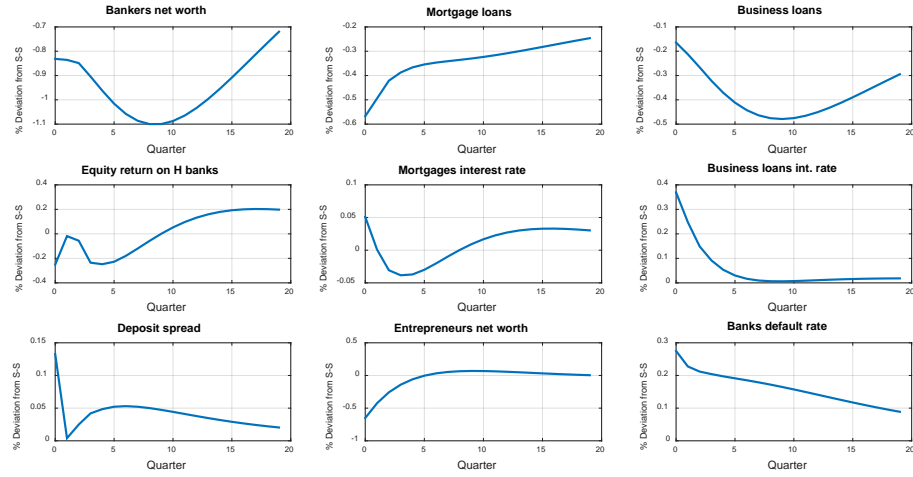 Bankers net worth
% Deviation from S-S
-0.7
-0.8
-0.9
-1
-1.1
0 5 10 15 20
Quarter
Mortgage loans
% Deviation from S-S
-0.2
-0.3
-0.4
-0.5
-0.6
0 5 10 15 20
Quarter
Business loans
% Deviation from S-S
-0.1
-0.3
-0.5
0 5 10 15 20
Quarter
Equity return on H banks
% Deviation from S-S
0.4
0.2
0
-0.2
-0.4
0 5 10 15 20
Quarter
Mortgages interest rate
% Deviation from S-S
0.1
0.05
0
-0.05
0 5 10 15 20
Quarter
Business loans int. rate
% Deviation from S-S
0.4
0.3
0.2
0.1
0
0 5 10 15 20
Quarter
Deposit spread
% Deviation from S-S
0.15
0.1
0.05
0
0 5 10 15 20
Quarter
Entrepreneurs net worth
% Deviation from S-S
0.5
0
-0.5
-1
0 5 10 15 20
Quarter
Banks default rate
% Deviation from S-S
0.3
0.2
0.1
0
0 5 10 15 20
Quarter